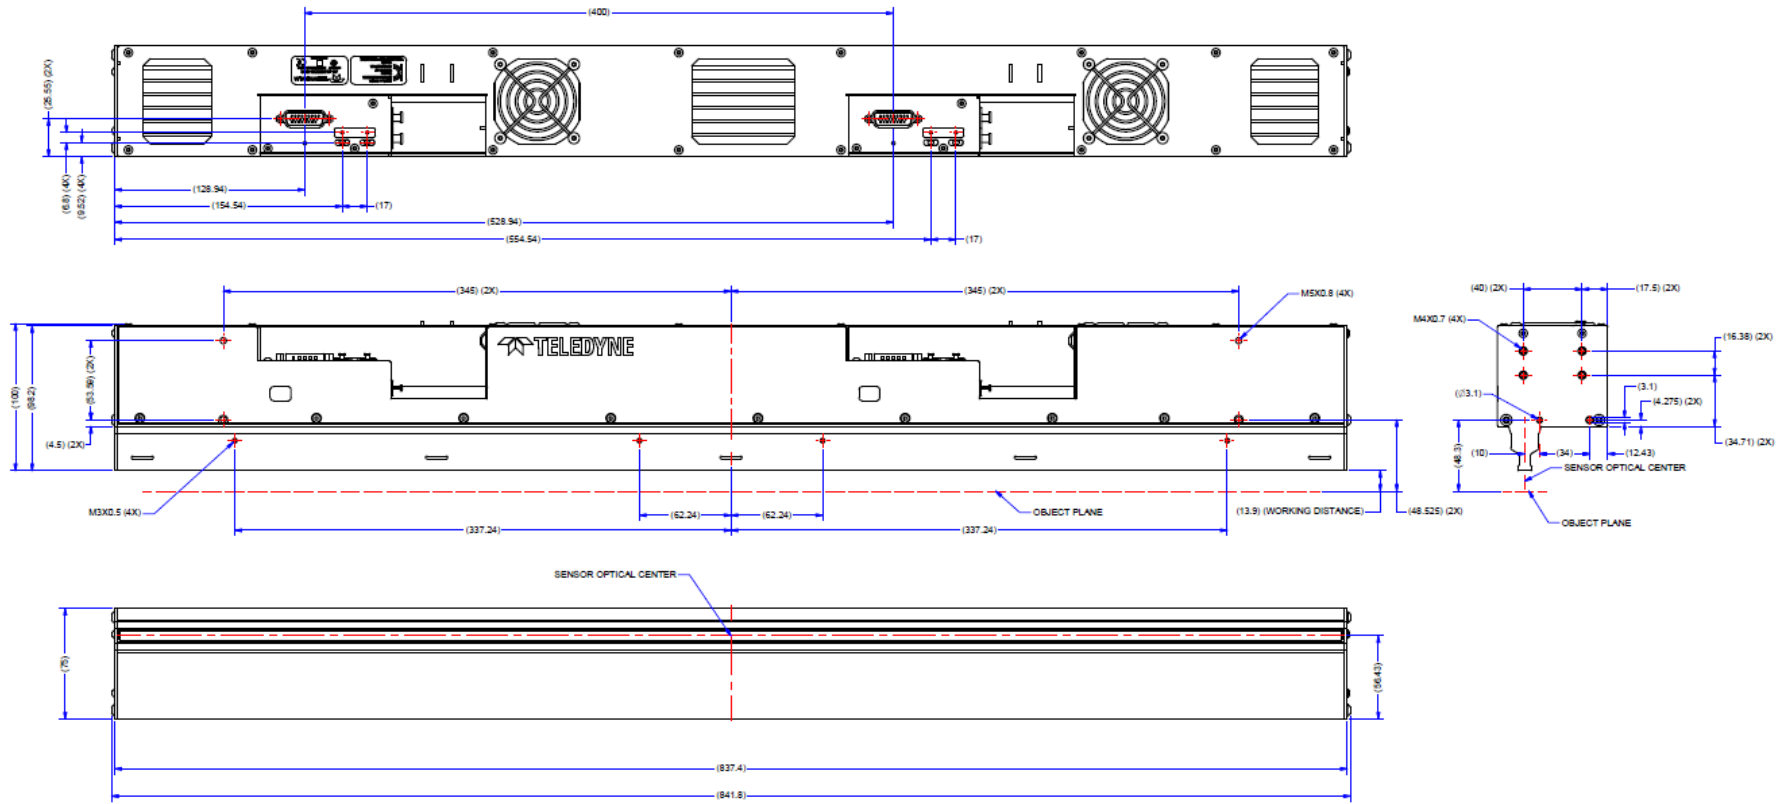 (400)
(25.55) (2X)
(6.8) (4X)
(9.52) (4X)
(128.94)
(154.54)
(17)
(528.94)
(554.54)
(17)
(345) (2X)
(345) (2X)
M5X0.8 (4X)
(40) (2X)
(17.5) (2X)
M4X0.7 (4X)
(16.38) (2X)
TELEDYNE
(100)
(98.2)
(53.59) (2X)
(4.5) (2X)
(3.1)
(Ø3.1)
(4.275) (2X)
(34.71) (2X)
(48.3)
(10)
(34)
(12.43)
SENSOR OPTICAL CENTER
M3X0.5 (4X)
(62.24)
(62.24)
OBJECT PLANE
(13.9) (WORKING DISTANCE)
(48.525) (2X)
OBJECT PLANE
(337.24)
(337.24)
SENSOR OPTICAL CENTER
(75)
(56.43)
(837.4)
(841.8)